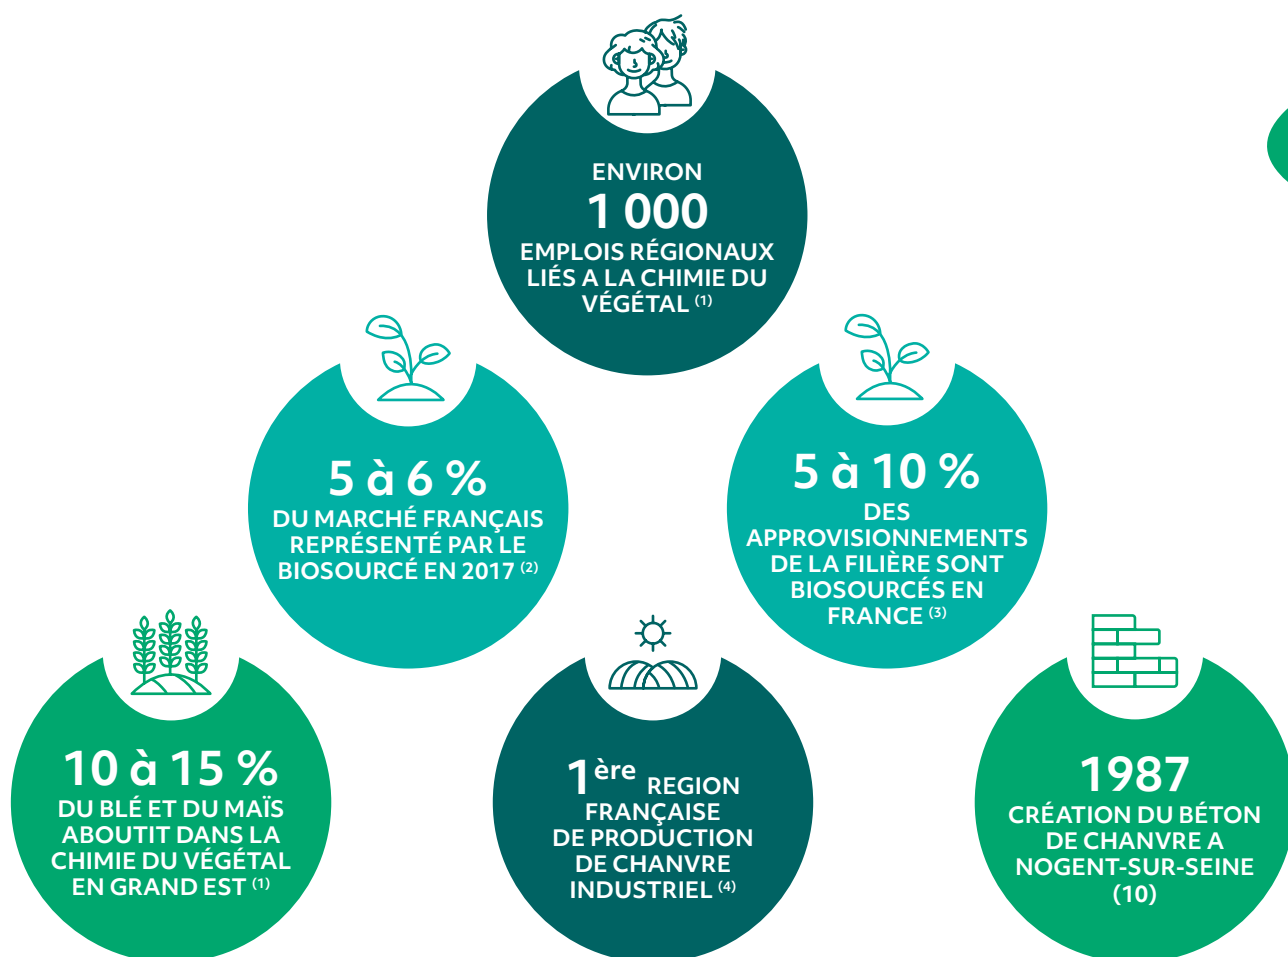 ENVIRON
1 000
EMPLOIS RÉGIONAUX
LIÉS A LA CHIMIE DU
VÉGÉTAL (1)
5 à 6 %
DU MARCHÉ FRANÇAIS
REPRÉSENTÉ PAR LE
BIOSOURCÉ EN 2017 (2)
5 à 10 %
DES
APPROVISIONNEMENTS
DE LA FILIÈRE SONT
BIOSOURCÉS EN
FRANCE (3)
10 à 15 %
DU BLÉ ET DU MAÏS
ABOUTIT DANS LA
CHIMIE DU VÉGÉTAL
EN GRAND EST (1)
1ère REGION
FRANÇAISE
DE PRODUCTION
DE CHANVRE
INDUSTRIEL (4)
1987
CRÉATION DU BÉTON
DE CHANVRE A
NOGENT-SUR-SEINE
(10)